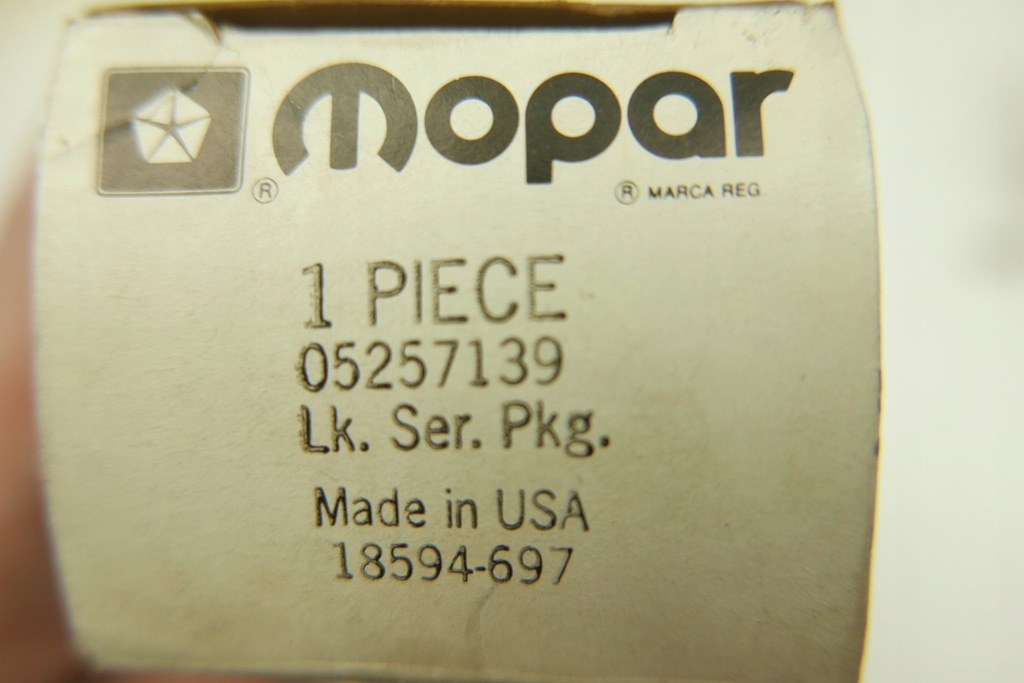 mopar
® ® MARCA REG
1 PIECE
05257139
Lk. Ser. Pkg.
Made in USA
18594-697